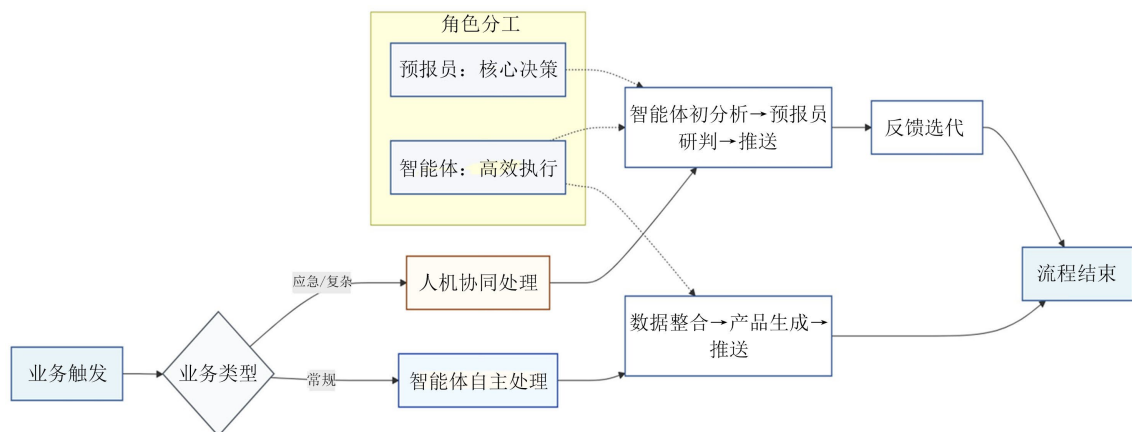 角色分工
预报员：核心决策
智能体：高效执行
智能体初分析→预报员
研判→推送
反馈选代
应急/复杂
人机协同处理
流程结束
数据整合→产品生成→
推送
业务触发
业务类型
常规
智能体自主处理